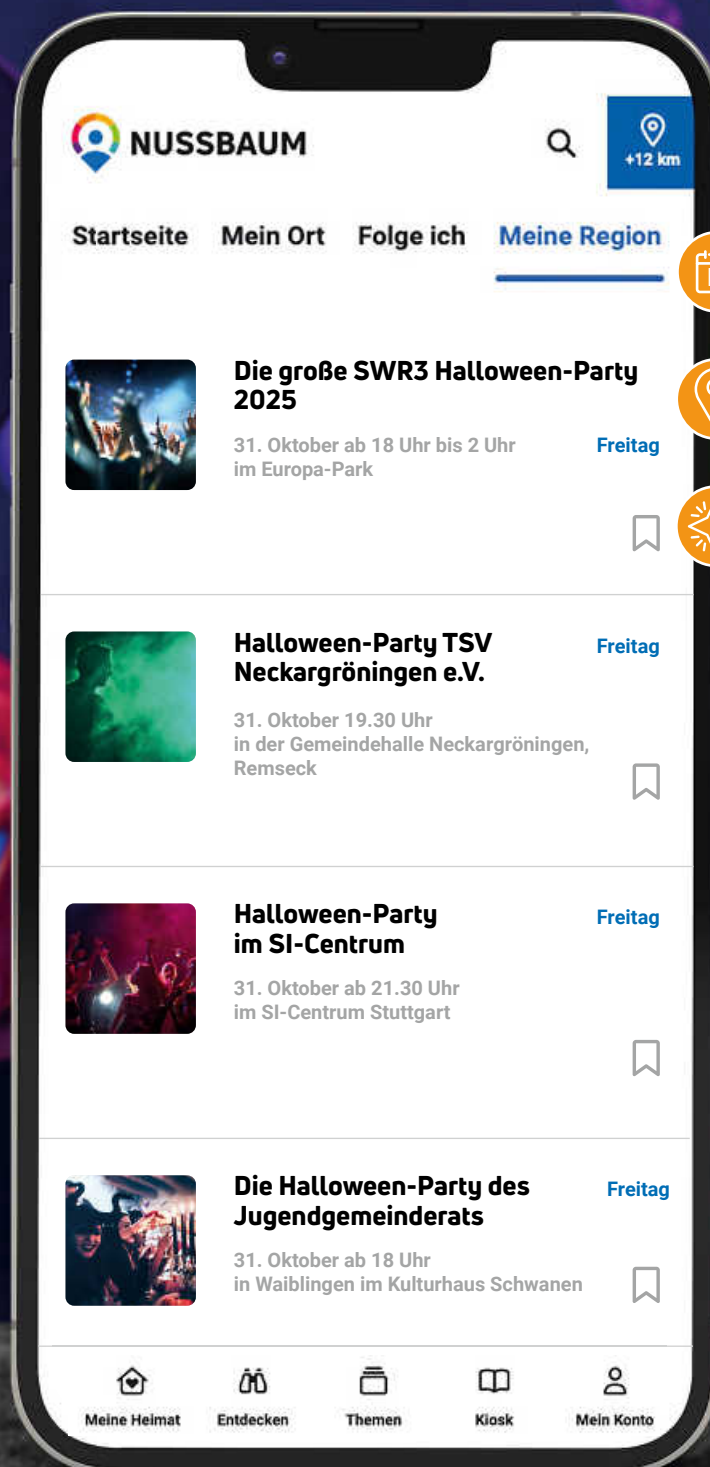 NUSSBAUM
+12 km
Startseite Mein Ort Folge ich Meine Region
Die große SWR3 Halloween-Party
2025
31. Oktober ab 18 Uhr bis 2 Uhr Freitag
im Europa-Park
Halloween-Party TSV Freitag
Neckargröningen e.V.
31. Oktober 19.30 Uhr
in der Gemeindehalle Neckargröningen,
Remseck
Halloween-Party Freitag
im SI-Centrum
31. Oktober ab 21.30 Uhr
im SI-Centrum Stuttgart
Die Halloween-Party des Freitag
Jugendgemeinderats
31. Oktober ab 18 Uhr
in Waiblingen im Kulturhaus Schwanen
Meine Heimat Entdecken Themen Kiosk Mein Konto